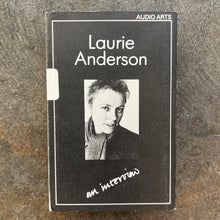 AUDIO ARTS
Laurie
Anderson
an interview